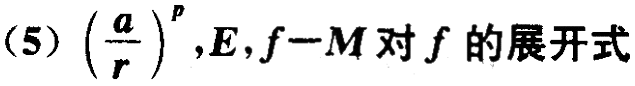 (5) $\left(\frac{a}{r}\right)^p$, E, f－M 对 f 的展开式